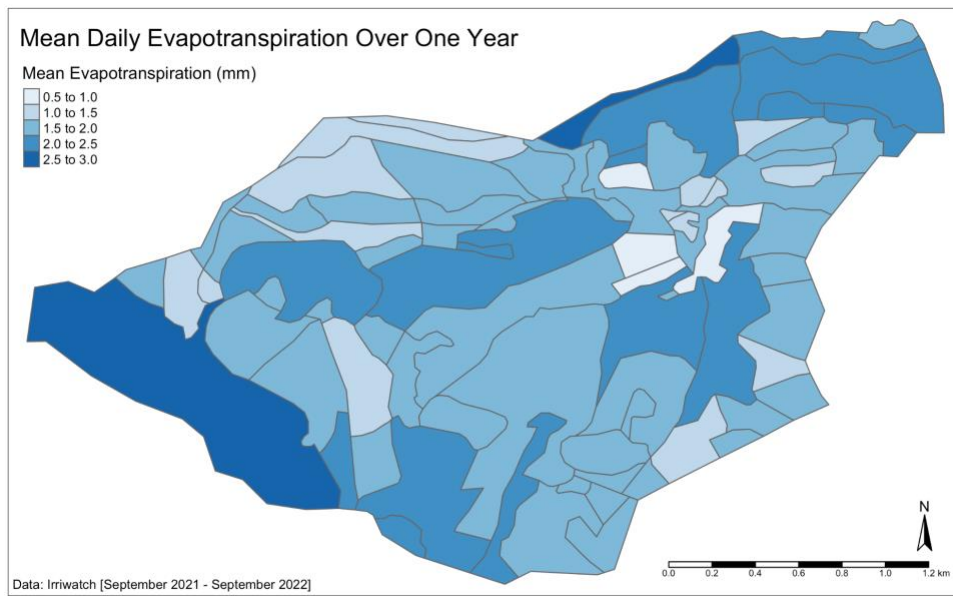 Mean Daily Evapotranspiration Over One Year
Mean Evapotranspiration (mm)
0.5 to 1.0
1.0 to 1.5
1.5 to 2.0
2.0 to 2.5
2.5 to 3.0
N
0.0 0.2 0.4 0.6 0.8 1.0 1.2 km
Data: Irriwatch [September 2021 - September 2022]